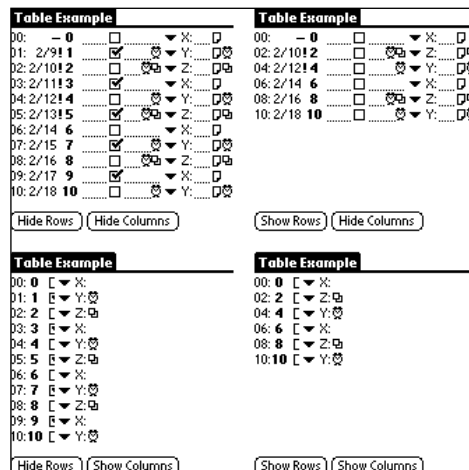 Table Example
00: – 0 X:
01: 2/9! 1 Y:
02: 2/10! 2 Z:
03: 2/11! 3 X:
04: 2/12! 4 Y:
05: 2/13! 5 Z:
06: 2/14 6 X:
07: 2/15 7 Y:
08: 2/16 8 Z:
09: 2/17 9 X:
10: 2/18 10 Y:
Hide Rows Hide Columns
Table Example
00: – 0 X:
02: 2/10! 2 Z:
04: 2/12! 4 Y:
06: 2/14 6 X:
08: 2/16 8 Z:
10: 2/18 10 Y:
Show Rows Hide Columns
Table Example
00: 0 X:
01: 1 Y:
02: 2 Z:
03: 3 X:
04: 4 Y:
05: 5 Z:
06: 6 X:
07: 7 Y:
08: 8 Z:
09: 9 X:
10: 10 Y:
Hide Rows Show Columns
Table Example
00: 0 X:
02: 2 Z:
04: 4 Y:
06: 6 X:
08: 8 Z:
10: 10 Y:
Show Rows Show Columns